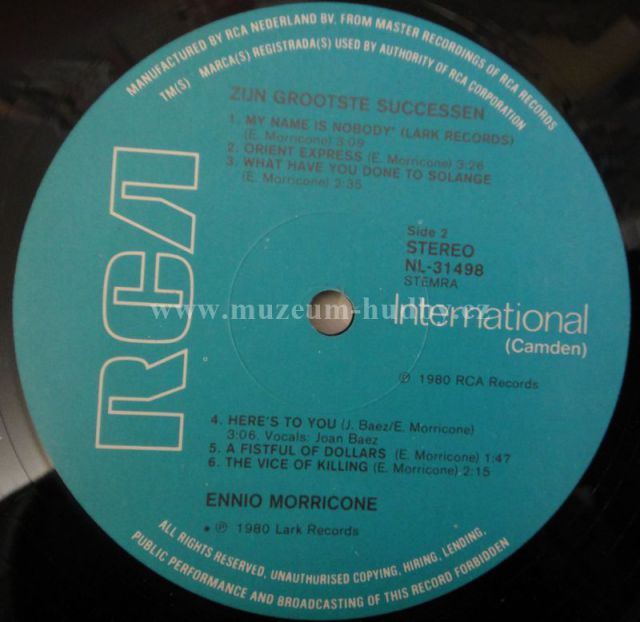 MANUFACTURED BY RCA NEDERLAND BV. FROM MASTER RECORDINGS OF RCA RECORDS
TM(S) MARCA(S) REGISTRADA(S) USED BY AUTHORITY OF RCA CORPORATION
RCA
ZIJN GROOTSTE SUCCESSEN
1. MY NAME IS NOBODY* (LARK RECORDS)
(E. Morricone) 3:09
2. ORIENT EXPRESS (E. Morricone) 3:26
3. WHAT HAVE YOU DONE TO SOLANGE
(E. Morricone) 2:35
Side 2
STEREO
NL-31498
STEMRA
www.muzeum-hudby.cz
International
(Camden)
℗ 1980 RCA Records
4. HERE'S TO YOU (J. Baez/E. Morricone)
3:06. Vocals: Joan Baez
5. A FISTFUL OF DOLLARS (E. Morricone) 1:47
6. THE VICE OF KILLING (E. Morricone) 2:15
ENNIO MORRICONE
* ℗ 1980 Lark Records
ALL RIGHTS RESERVED, UNAUTHORISED COPYING, HIRING, LENDING,
PUBLIC PERFORMANCE AND BROADCASTING OF THIS RECORD FORBIDDEN